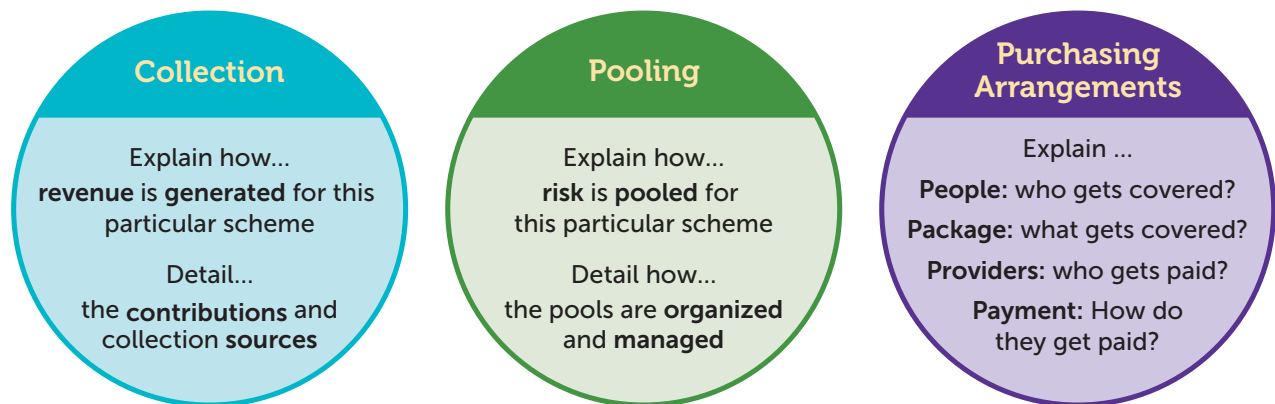 Collection
Explain how...
revenue is generated for this
particular scheme
Detail...
the contributions and
collection sources
Pooling
Explain how...
risk is pooled for
this particular scheme
Detail how...
the pools are organized
and managed
Purchasing
Arrangements
Explain ...
People: who gets covered?
Package: what gets covered?
Providers: who gets paid?
Payment: How do
they get paid?